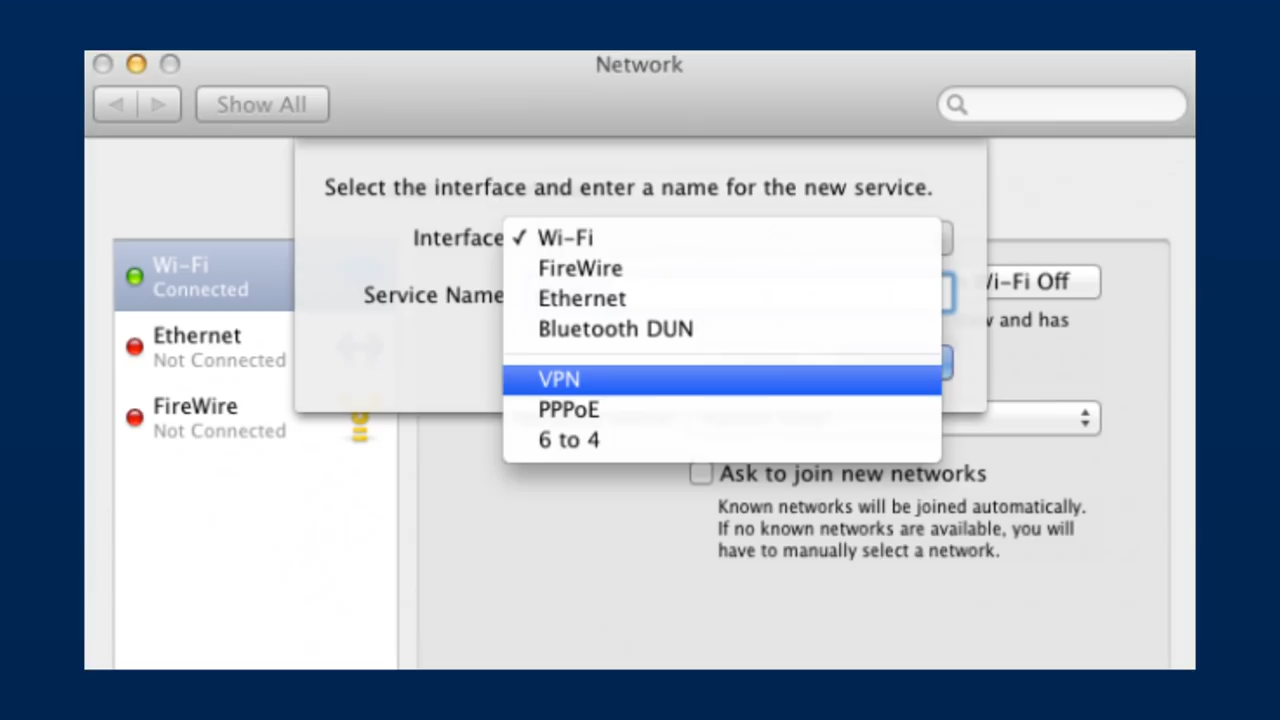 Network
Show All
Select the interface and enter a name for the new service.
Interface ✓ Wi-Fi
FireWire
Ethernet
Bluetooth DUN
VPN
PPPoE
6 to 4
Service Name
Wi-Fi
Connected
Ethernet
Not Connected
FireWire
Not Connected
i-Fi Off
and has
Ask to join new networks
Known networks will be joined automatically.
If no known networks are available, you will
have to manually select a network.